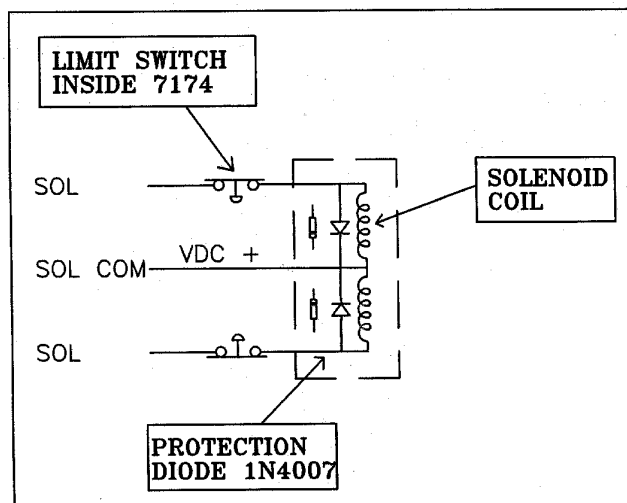 LIMIT SWITCH
INSIDE 7174
SOL
SOLENOID
COIL
SOL COM VDC +
SOL
PROTECTION
DIODE 1N4007